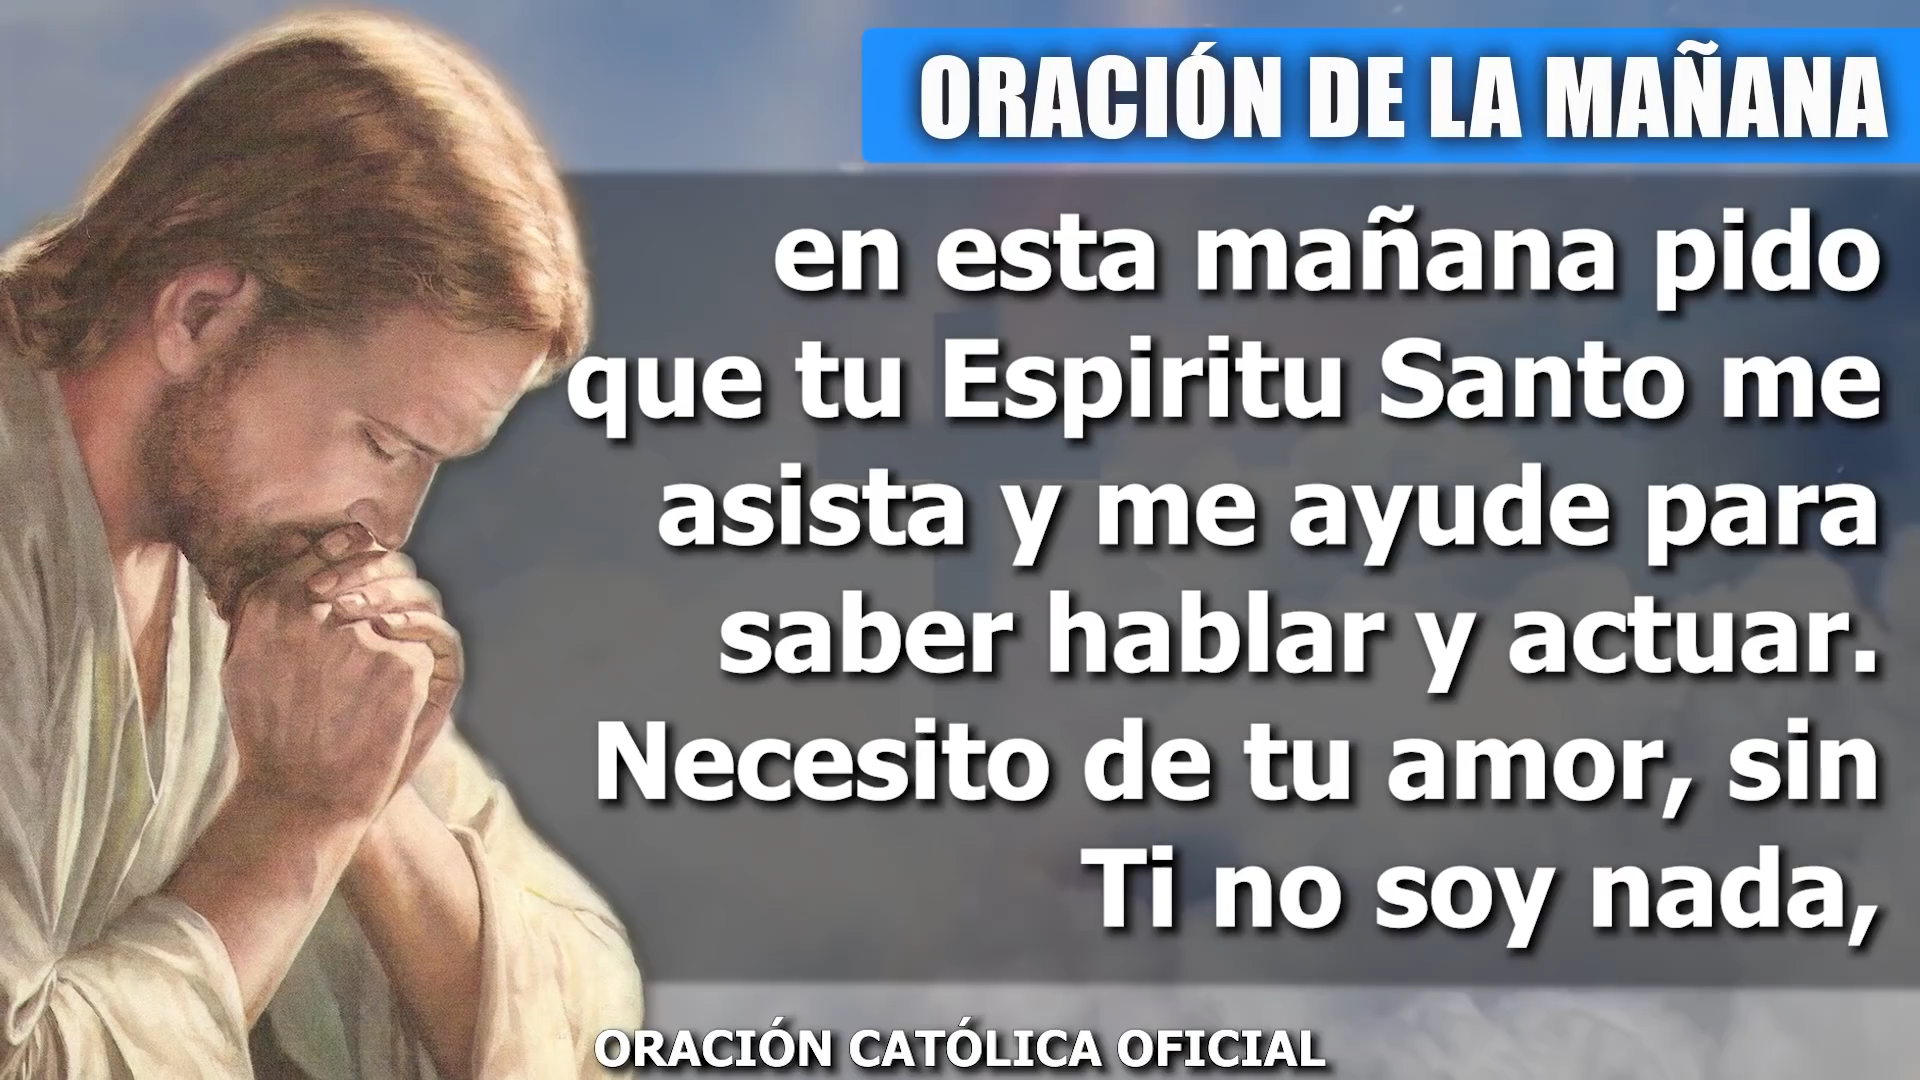 ORACIÓN DE LA MAÑANA
en esta mañana pido
que tu Espiritu Santo me
asista y me ayude para
saber hablar y actuar.
Necesito de tu amor, sin
Ti no soy nada,
ORACIÓN CATÓLICA OFICIAL